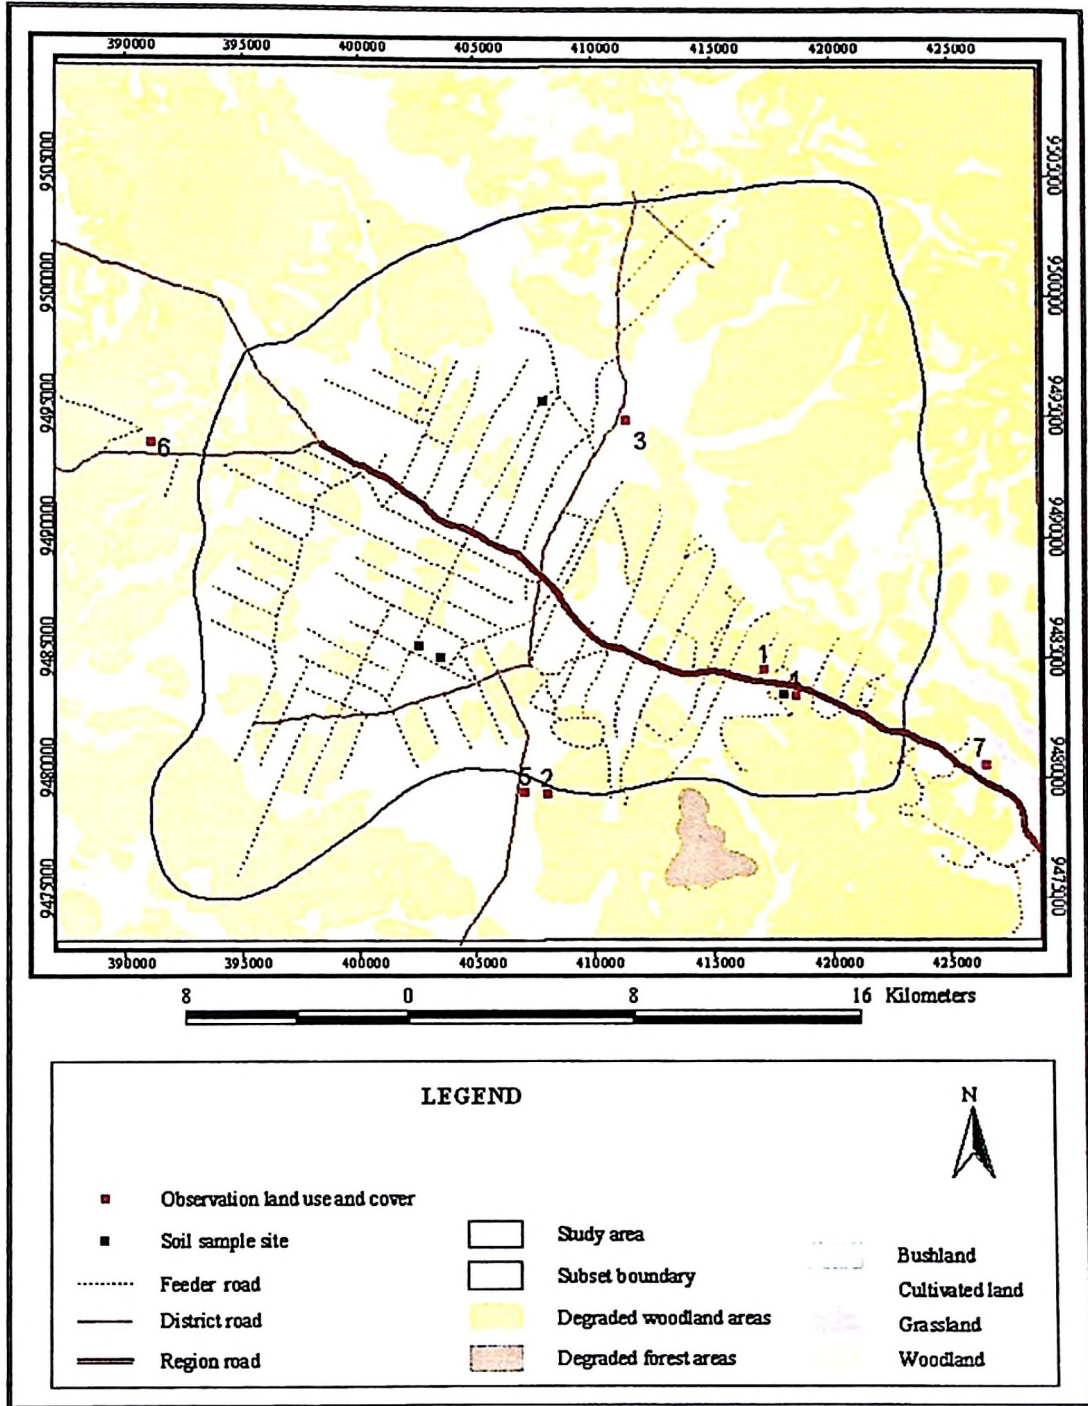 390000 395000 400000 405000 410000 415000 420000 425000
9505000
9500000
9495000
9490000
9485000
9480000
9475000
9505000
9500000
9495000
9490000
9485000
9480000
9475000
3
6
1
1
7
5 2
390000 395000 400000 405000 410000 415000 420000 425000
8 0 8 16 Kilometers
LEGEND
N
Observation land use and cover
Soil sample site
Feeder road
District road
Region road
Study area
Subset boundary
Degraded woodland areas
Degraded forest areas
Bushland
Cultivated land
Grassland
Woodland